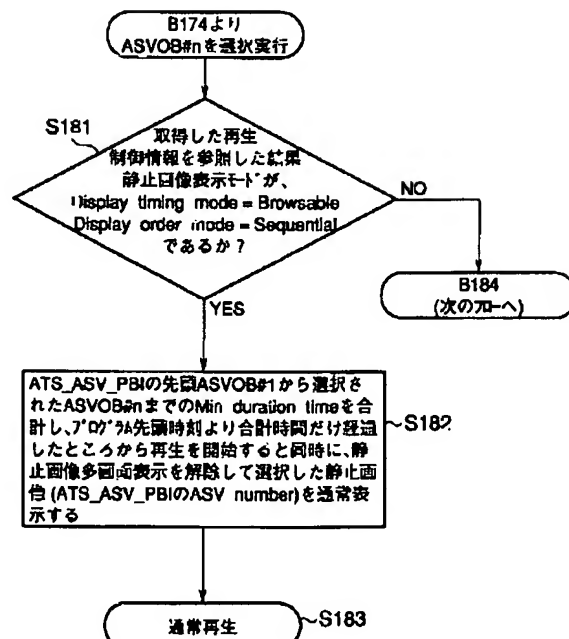 B174より
ASVOB#nを選択実行
S181
取得した再生
制御情報を参照した結果
静止画像表示モードが、
Display timing mode = Browsable
Display order mode = Sequential
であるか？
NO
B184
(次のフローへ)
YES
ATS_ASV_PBIの先頭ASVOB#1から選択さ
れたASVOB#nまでのMin duration timeを合
計し、プログラム先頭時刻より合計時間だけ経過
したところから再生を開始すると同時に、静
止画像多画面表示を解除して選択した静止画
像(ATS_ASV_PBIのASV number)を通常表
示する
S182
通常再生
S183